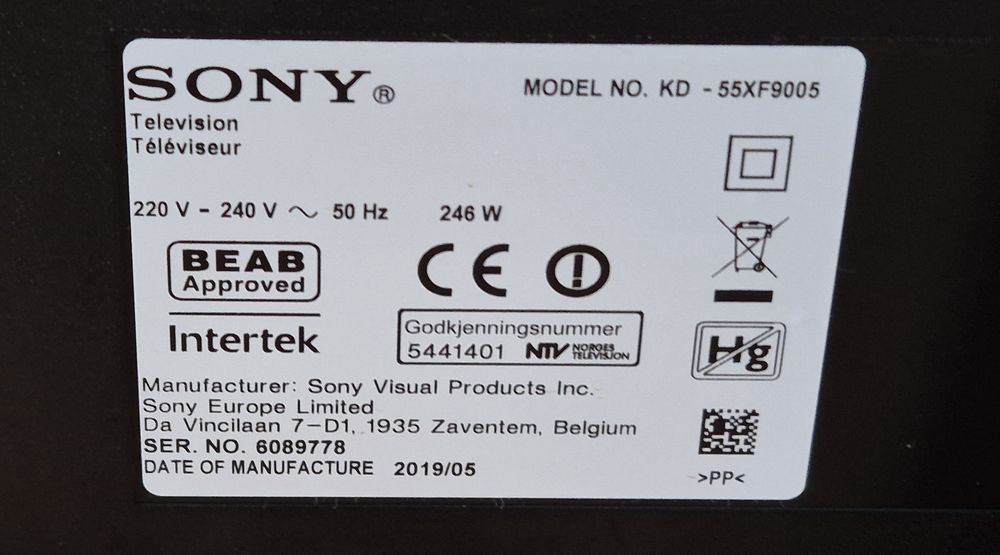 SONY®
MODEL NO. KD - 55XF9005
Television
Téléviseur
220 V - 240 V ~ 50 Hz 246 W
BEAB
Approved
Intertek
CE
Godkjenningsnummer
5441401 NTV NORGES TELEVISJON
Hg
Manufacturer: Sony Visual Products Inc.
Sony Europe Limited
Da Vincilaan 7-D1, 1935 Zaventem, Belgium
SER. NO. 6089778
DATE OF MANUFACTURE 2019/05
>PP<